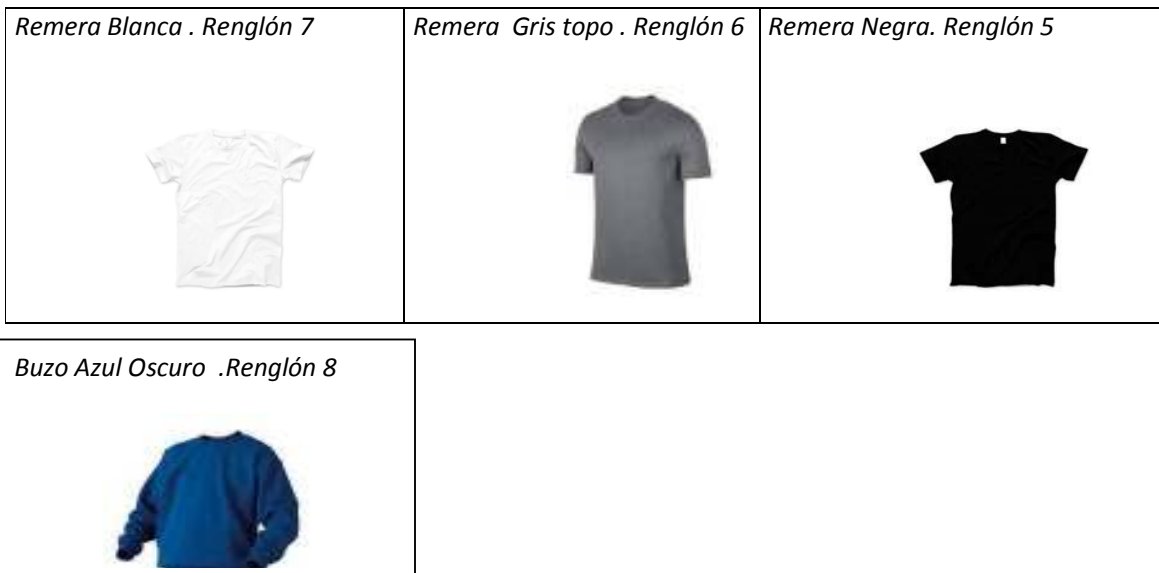 Remera Blanca . Renglón 7
Remera Gris topo . Renglón 6
Remera Negra. Renglón 5
Buzo Azul Oscuro .Renglón 8